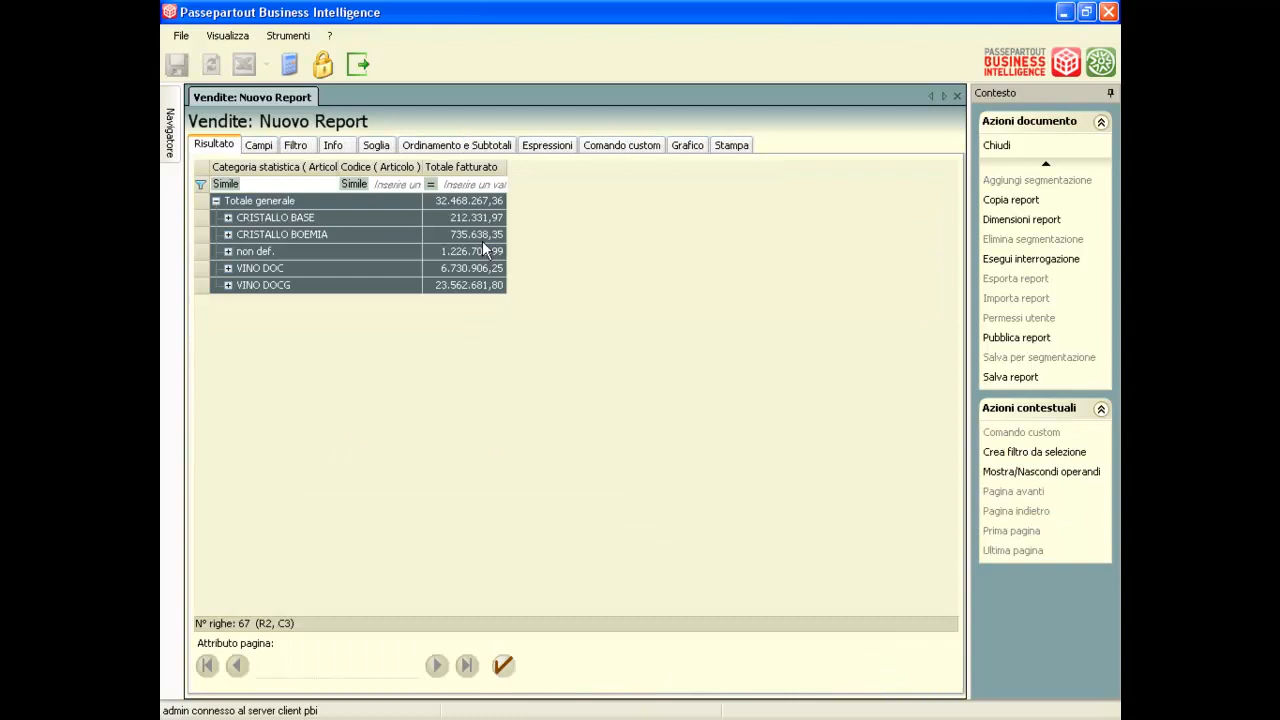 Passepartout Business Intelligence
File Visualizza Strumenti ?
PASSEPARTOUT
BUSINESS
INTELLIGENCE
Navigatore
Vendite: Nuovo Report
Vendite: Nuovo Report
Risultato Campi Filtro Info Soglia Ordinamento e Subtotali Espressioni Comando custom Grafico Stampa
Categoria statistica ( Articol Codice ( Articolo ) Totale fatturato
Simile Simile Inserire un = Inserire un val
Totale generale 32.468.267,36
CRISTALLO BASE 212.331,97
CRISTALLO BOEMIA 735.638,35
non def. 1.226.70 99
VINO DOC 6.730.906,25
VINO DOCG 23.562.681,80
N° righe: 67 (R2, C3)
Attributo pagina:
Contesto
Azioni documento
Chiudi
Aggiungi segmentazione
Copia report
Dimensioni report
Elimina segmentazione
Esegui interrogazione
Esporta report
Importa report
Permessi utente
Pubblica report
Salva per segmentazione
Salva report
Azioni contestuali
Comando custom
Crea filtro da selezione
Mostra/Nascondi operandi
Pagina avanti
Pagina indietro
Prima pagina
Ultima pagina
admin connesso al server client pbi